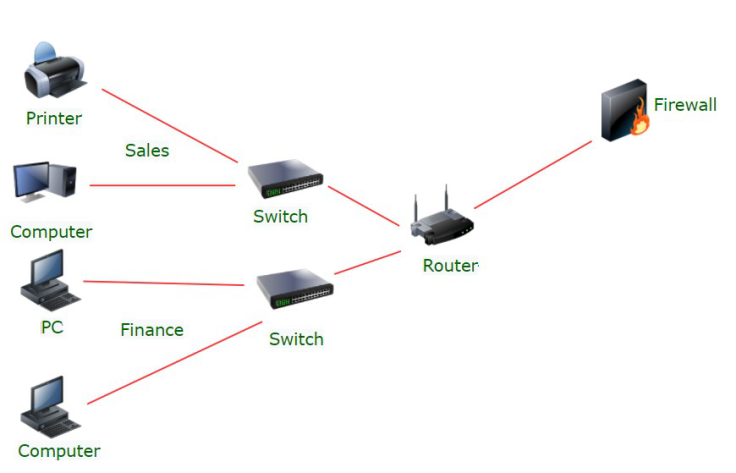 Firewall
Printer
Sales
Switch
Computer
Router
PC
Finance
Switch
Computer